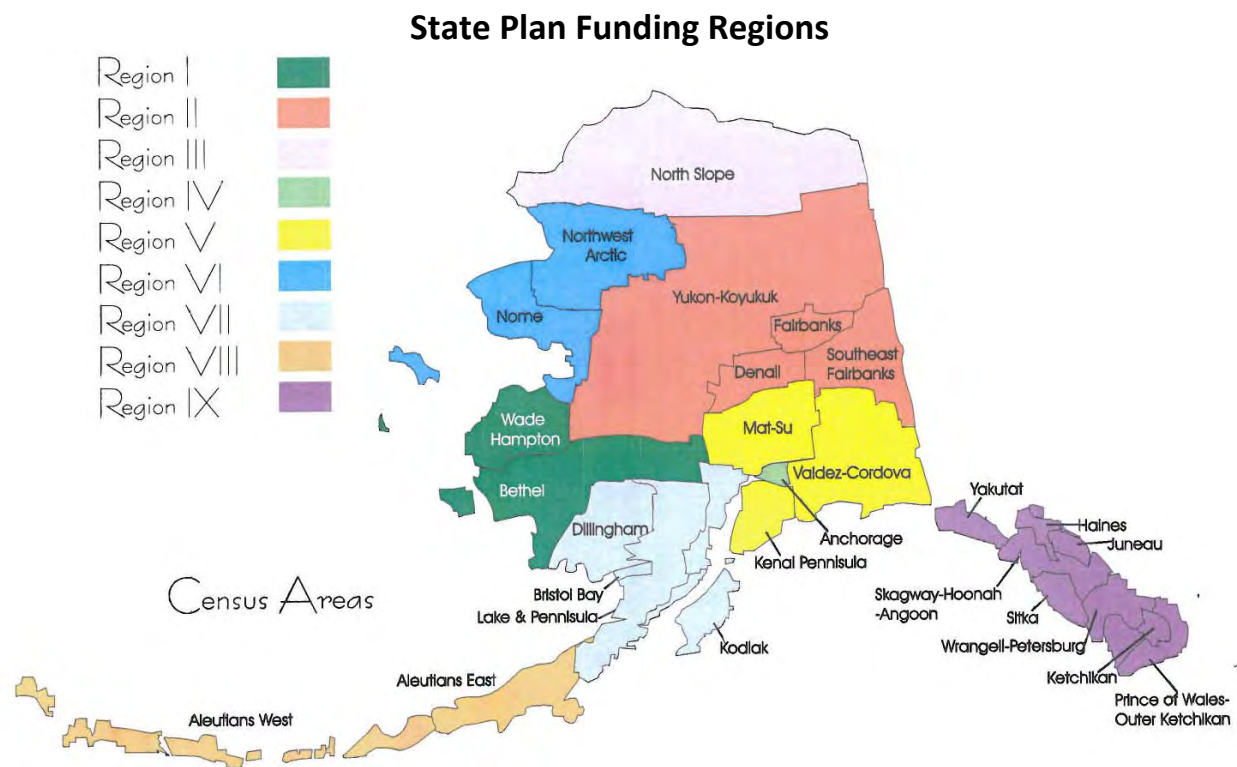 State Plan Funding Regions
Region I
Region II
Region III
Region IV
Region V
Region VI
Region VII
Region VIII
Region IX
North Slope
Northwest
Arctic
Nome
Yukon-Koyukuk
Fairbanks
Southeast
Fairbanks
Denali
Wade
Hampton
Mat-Su
Valdez-Cordova
Bethel
Dillingham
Anchorage
Kenai Pennisula
Yakutat
Haines
Juneau
Bristol Bay
Lake & Pennisula
Kodiak
Skagway-Hoonah
-Angoon
Sitka
Wrangell-Petersburg
Ketchikan
Prince of Wales-
Outer Ketchikan
Census Areas
Aleutians East
Aleutians West